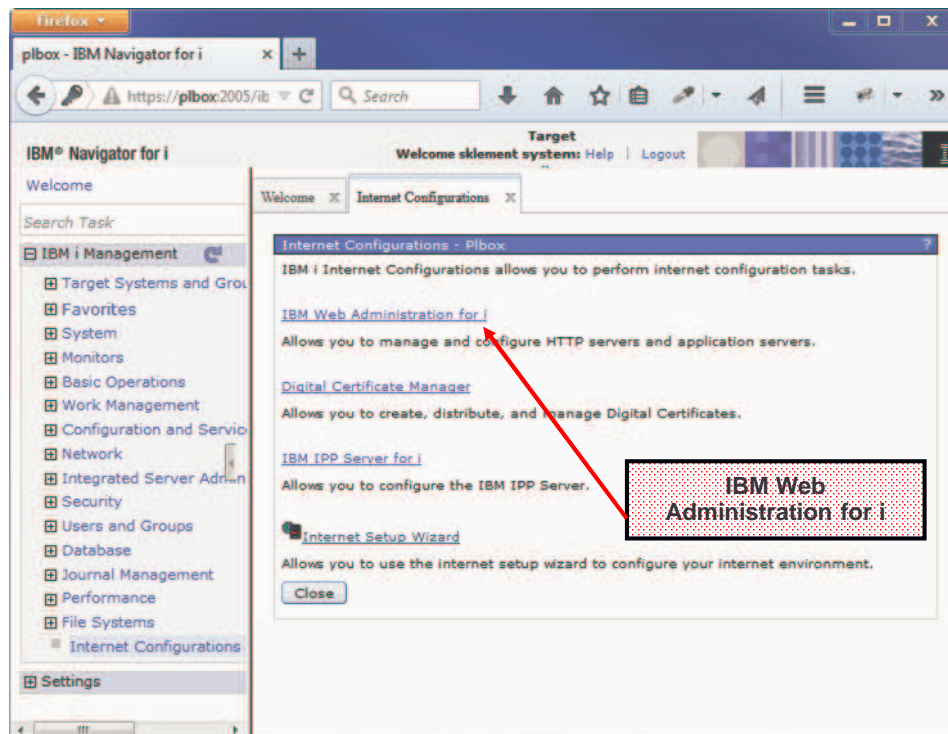 Firefox
plbox - IBM Navigator for i
https://plbox:2005/ib
Search
IBM® Navigator for i
Target
Welcome sklement system: Help | Logout
Welcome
Search Task
IBM i Management
Target Systems and Grou
Favorites
System
Monitors
Basic Operations
Work Management
Configuration and Servic
Network
Integrated Server Admin
Security
Users and Groups
Database
Journal Management
Performance
File Systems
Internet Configurations
Settings
Welcome X Internet Configurations X
Internet Configurations - Plbox ?
IBM i Internet Configurations allows you to perform internet configuration tasks.
IBM Web Administration for i
Allows you to manage and configure HTTP servers and application servers.
Digital Certificate Manager
Allows you to create, distribute, and manage Digital Certificates.
IBM IPP Server for i
Allows you to configure the IBM IPP Server.
Internet Setup Wizard
Allows you to use the internet setup wizard to configure your internet environment.
Close
IBM Web
Administration for i